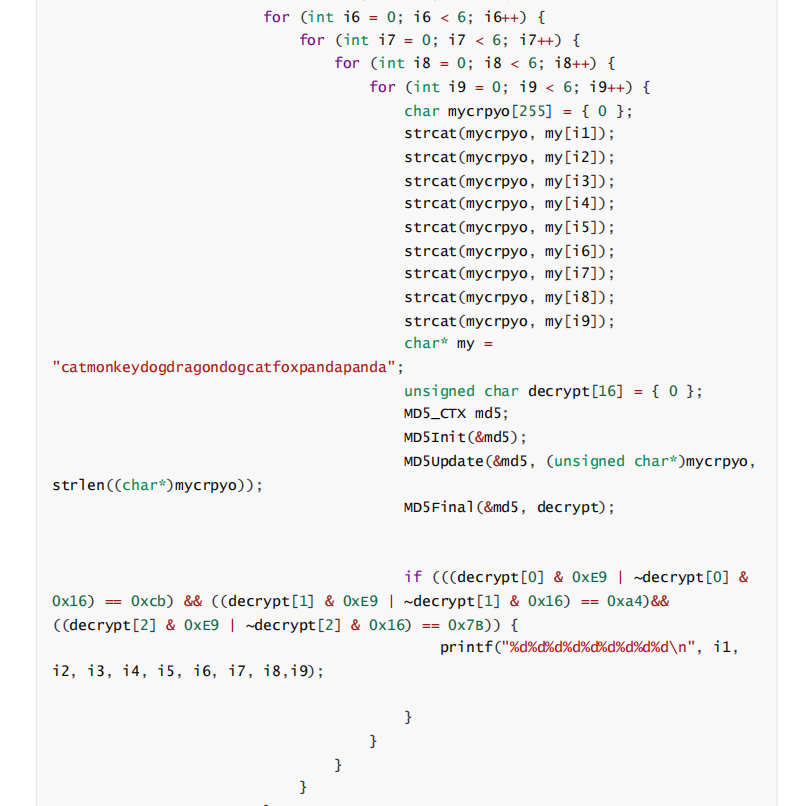 for (int i6 = 0; i6 < 6; i6++) {
for (int i7 = 0; i7 < 6; i7++) {
for (int i8 = 0; i8 < 6; i8++) {
for (int i9 = 0; i9 < 6; i9++) {
char mycrpyo[255] = { 0 };
strcat(mycrpyo, my[i1]);
strcat(mycrpyo, my[i2]);
strcat(mycrpyo, my[i3]);
strcat(mycrpyo, my[i4]);
strcat(mycrpyo, my[i5]);
strcat(mycrpyo, my[i6]);
strcat(mycrpyo, my[i7]);
strcat(mycrpyo, my[i8]);
strcat(mycrpyo, my[i9]);
char* my =
"catmonkeydogdragondogcatfoxpandapanda";
unsigned char decrypt[16] = { 0 };
MD5_CTX md5;
MD5Init(&md5);
MD5Update(&md5, (unsigned char*)mycrpyo,
strlen((char*)mycrpyo));
MD5Final(&md5, decrypt);
if (((decrypt[0] & 0xE9 | ~decrypt[0] &
0x16) == 0xcb) && ((decrypt[1] & 0xE9 | ~decrypt[1] & 0x16) == 0xa4)&&
((decrypt[2] & 0xE9 | ~decrypt[2] & 0x16) == 0x7B)) {
printf("%d%d%d%d%d%d%d%d%d\n", i1,
i2, i3, i4, i5, i6, i7, i8,i9);
}
}
}
}